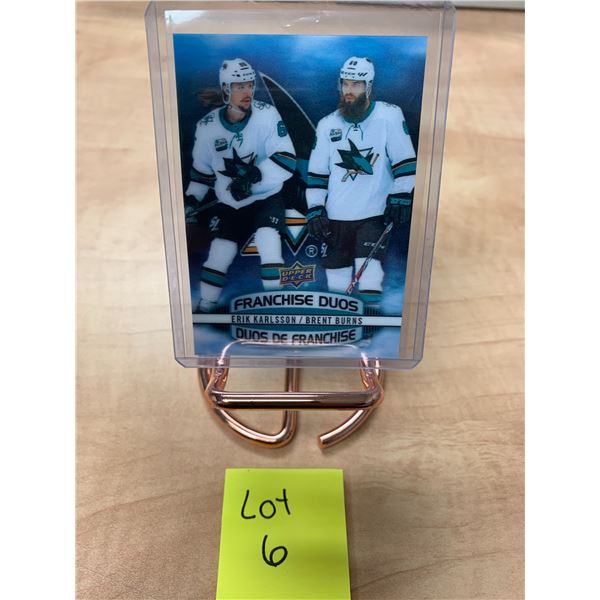 UPPER
DECK
FRANCHISE DUOS
ERIK KARLSSON / BRENT BURNS
DUOS DE FRANCHISE
Lot
6